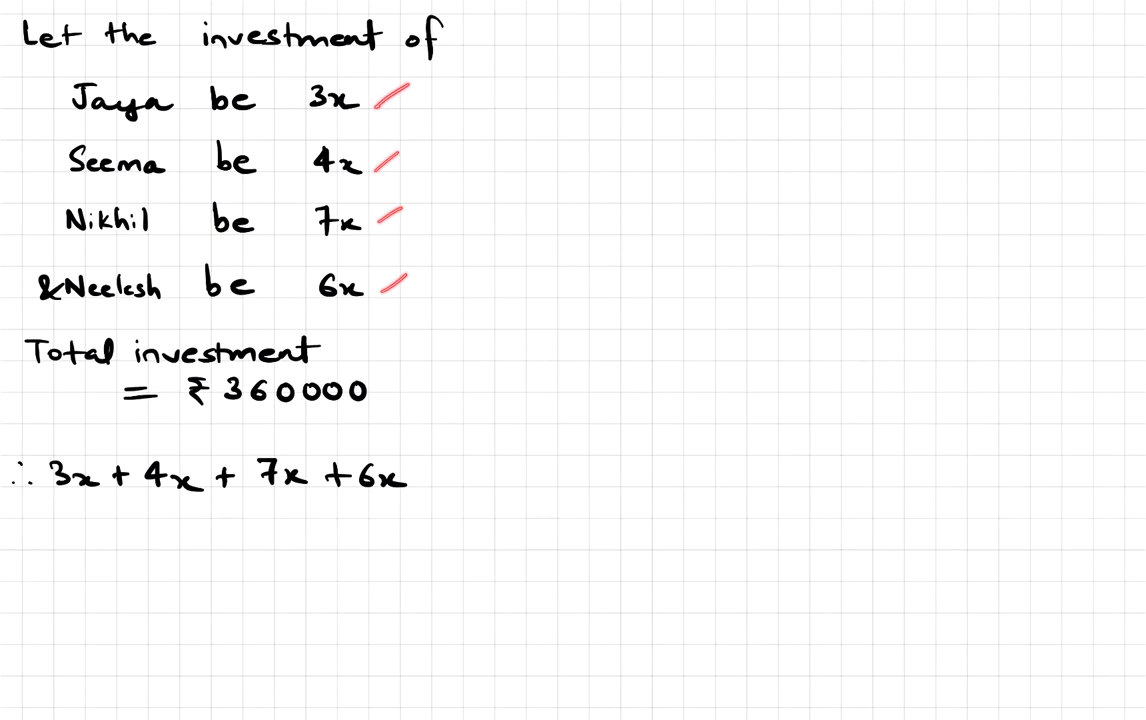 Let the investment of
Jaya be 3x
Seema be 4x
Nikhil be 7x
&Neelesh be 6x
Total investment
= ₹ 360000
∴ 3x + 4x + 7x + 6x